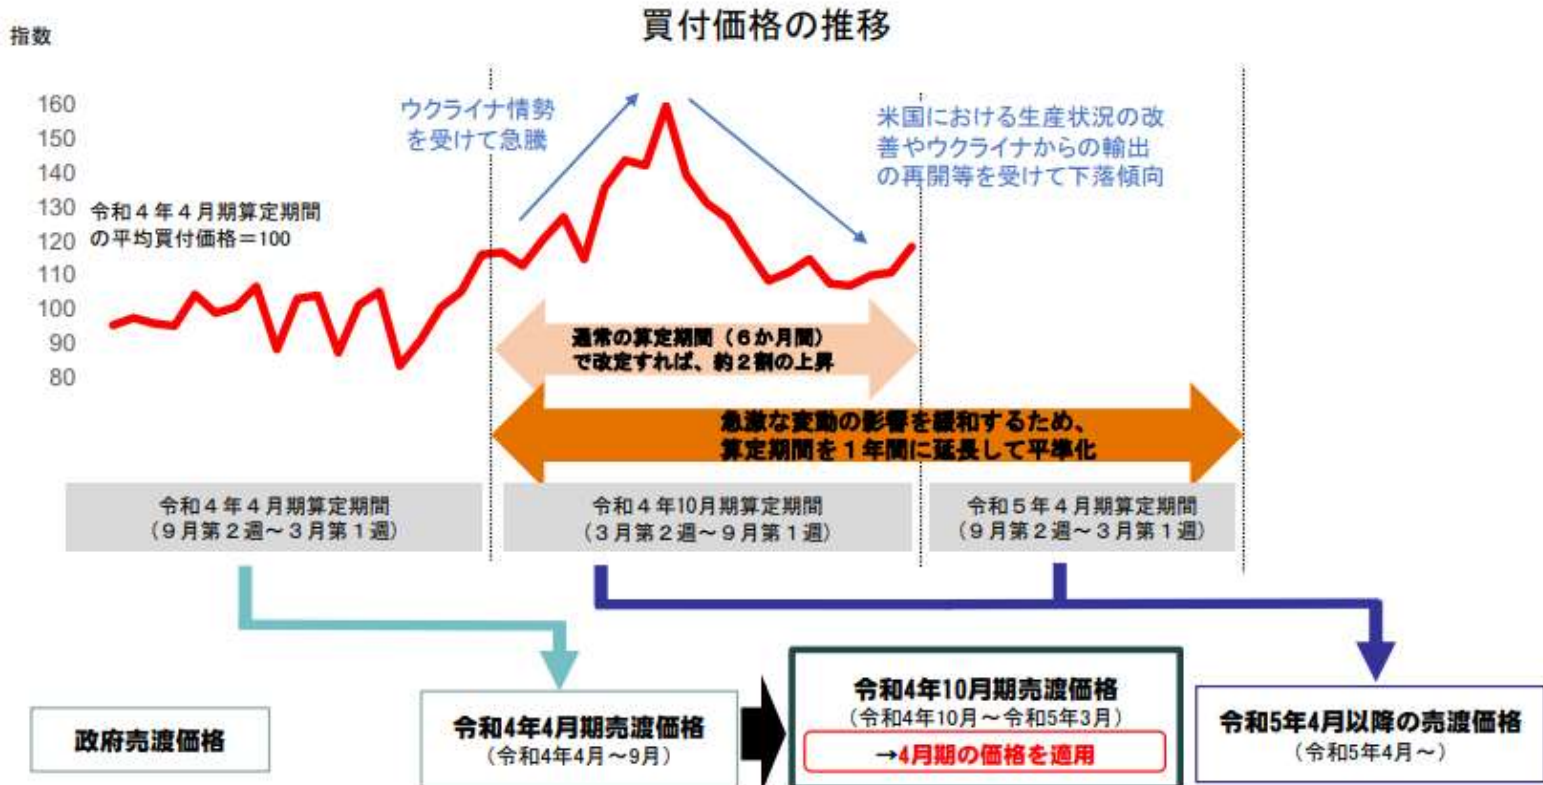 買付価格の推移
指数
160
150
140
130
120
110
100
90
80
ウクライナ情勢
を受けて急騰
米国における生産状況の改
善やウクライナからの輸出
の再開等を受けて下落傾向
令和４年４月期算定期間
の平均買付価格＝100
通常の算定期間（６か月間）
で改定すれば、約２割の上昇
急激な変動の影響を緩和するため、
算定期間を１年間に延長して平準化
令和４年４月期算定期間
（９月第２週～３月第１週）
令和４年10月期算定期間
（３月第２週～９月第１週）
令和５年４月期算定期間
（９月第２週～３月第１週）
政府売渡価格
令和4年4月期売渡価格
（令和4年4月～9月）
令和4年10月期売渡価格
（令和4年10月～令和5年3月）
→4月期の価格を適用
令和5年4月以降の売渡価格
（令和5年4月～）